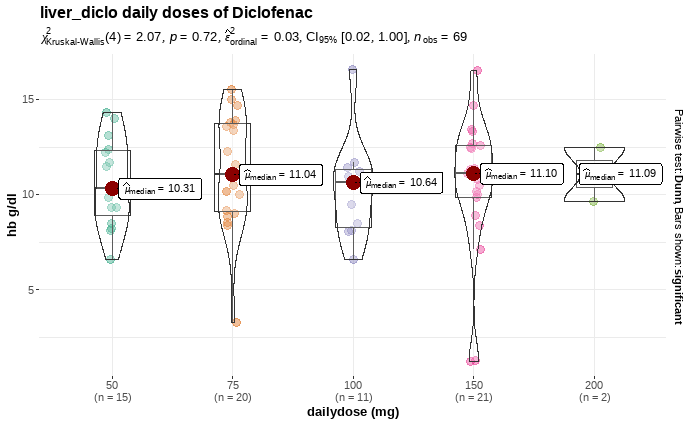 liver_diclo daily doses of Diclofenac
χ²Kruskal-Wallis(4) = 2.07, p = 0.72, ε̂²ordinal = 0.03, CI95% [0.02, 1.00], nobs = 69
hb g/dl
15
10
5
μ̂median = 10.31
μ̂median = 11.04
μ̂median = 10.64
μ̂median = 11.10
μ̂median = 11.09
50
(n = 15)
75
(n = 20)
100
(n = 11)
150
(n = 21)
200
(n = 2)
dailydose (mg)
Pairwise test: Dunn, Bars shown: significant